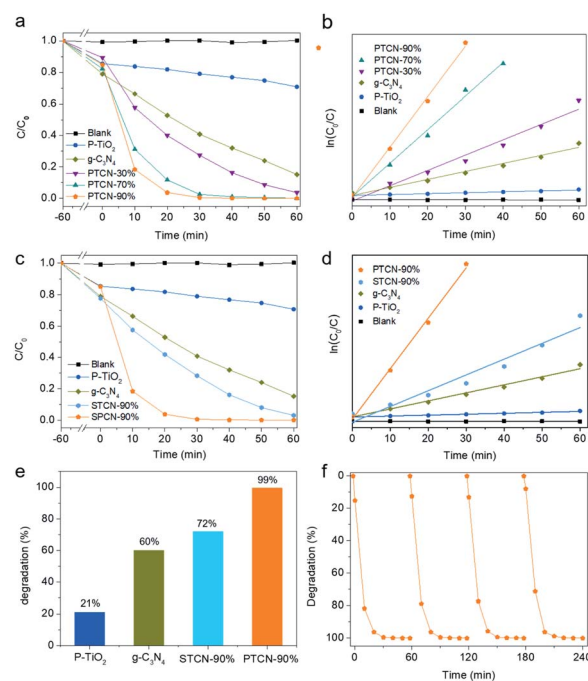 a
C/C₀
1.0
0.8
0.6
0.4
0.2
0.0
Blank
P-TiO₂
g-C₃N₄
PTCN-30%
PTCN-70%
PTCN-90%
-60 0 10 20 30 40 50 60
Time (min)
b
ln(C₀/C)
PTCN-90%
PTCN-70%
PTCN-30%
g-C₃N₄
P-TiO₂
Black
0 10 20 30 40 50 60
Time (min)
c
C/C₀
1.0
0.8
0.6
0.4
0.2
0.0
Blank
P-TiO₂
g-C₃N₄
STCN-90%
SPCN-90%
-60 0 10 20 30 40 50 60
Time (min)
d
ln(C₀/C)
PTCN-90%
STCN-90%
g-C₃N₄
P-TiO₂
Blank
0 10 20 30 40 50 60
Time (min)
e
degradation (%)
100
80
60
40
20
0
21%
60%
72%
99%
P-TiO₂ g-C₃N₄ STCN-90% PTCN-90%
f
Degradation (%)
0
20
40
60
80
100
0 60 120 180 240
Time (min)